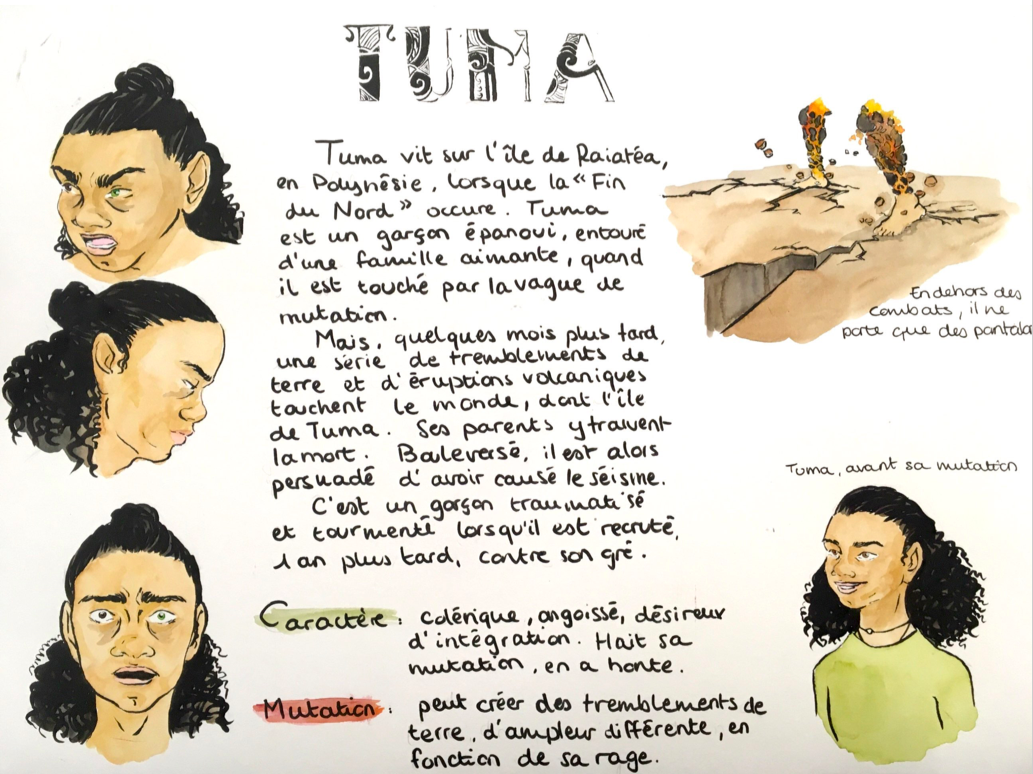 TUMA
Tuma vit sur l'île de Raiatéa,
en Polynésie, lorsque la "Fin
du Nord" occure. Tuma
est un garçon épanoui, entouré
d'une famille aimante, quand
il est touché par la vague de
mutation.
Mais, quelques mois plus tard,
une série de tremblements de
terre et d'éruptions volcaniques
touchent le monde, dont l'île
de Tuma. Ses parents y trouvent
la mort. Bouleversé, il est alors
persuadé d'avoir causé le séisme.
C'est un garçon traumatisé
et tourmenté lorsqu'il est recruté,
1 an plus tard, contre son gré.
Caractère : colérique, angoissé, désireux
d'intégration. Hait sa
mutation, en a honte.
Mutation : peut créer des tremblements de
terre, d'ampleur différente, en
fonction de sa rage.
En dehors des
combats, il ne
porte que des pantalo
Tuma, avant sa mutation